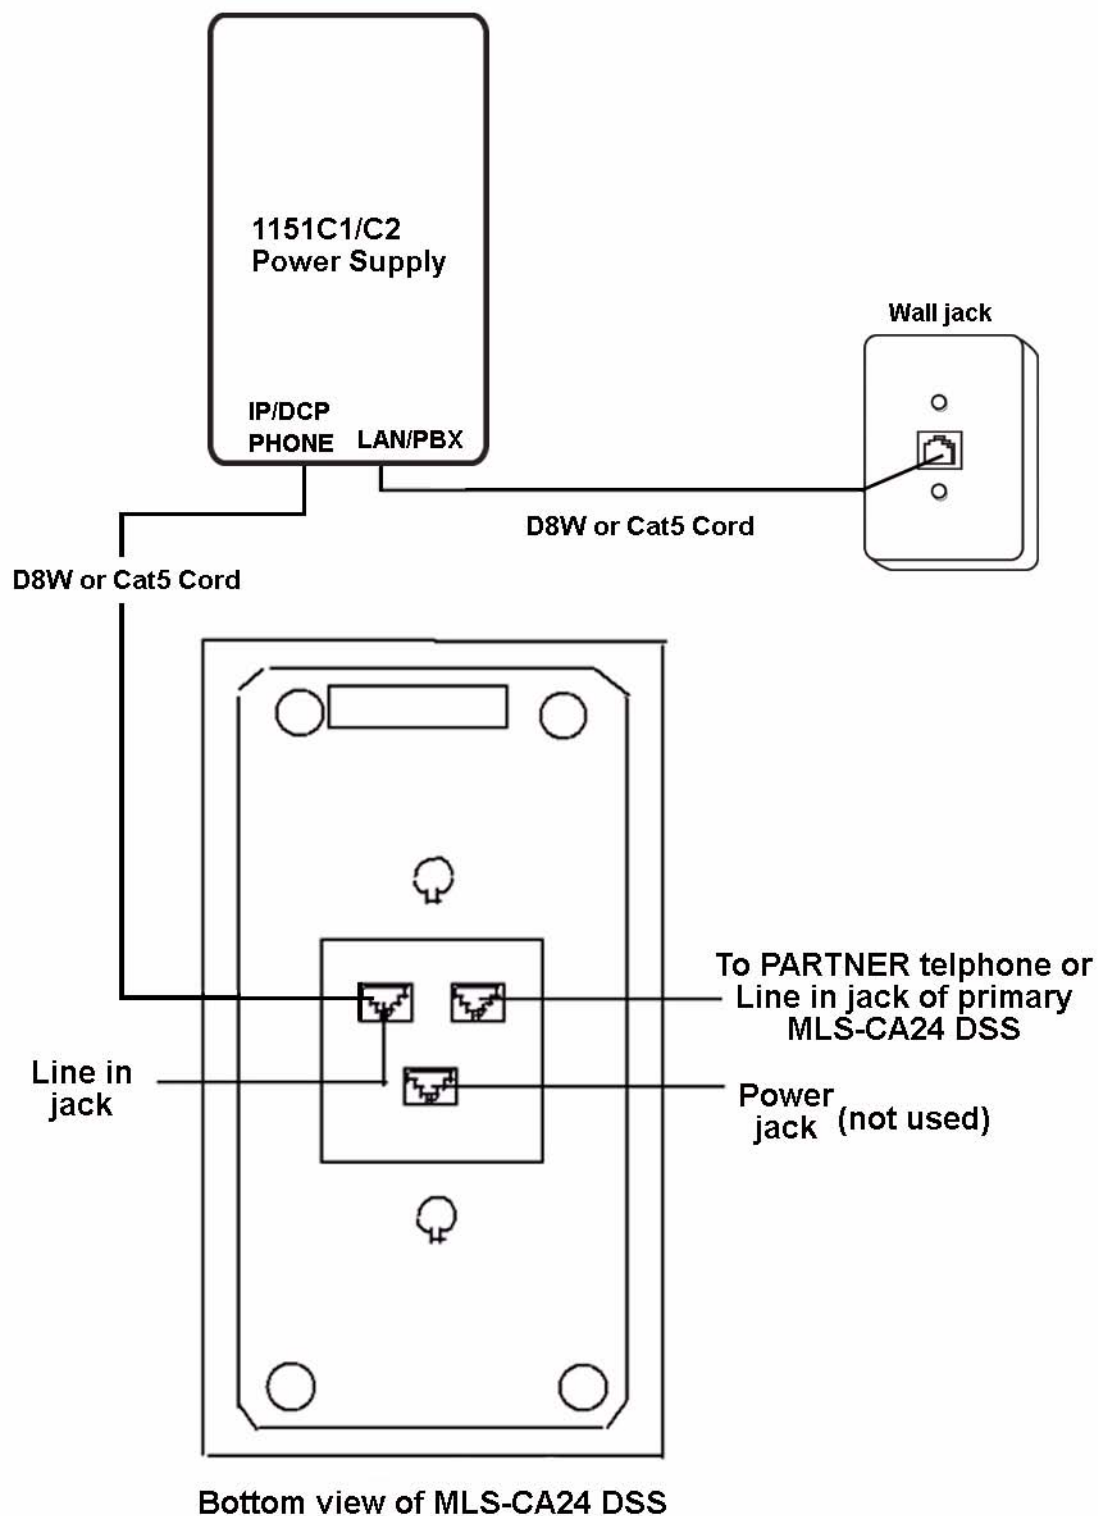 1151C1/C2
Power Supply
IP/DCP
PHONE
LAN/PBX
Wall jack
D8W or Cat5 Cord
D8W or Cat5 Cord
To PARTNER telphone or
Line in jack of primary
MLS-CA24 DSS
Line in
jack
Power
jack (not used)
Bottom view of MLS-CA24 DSS